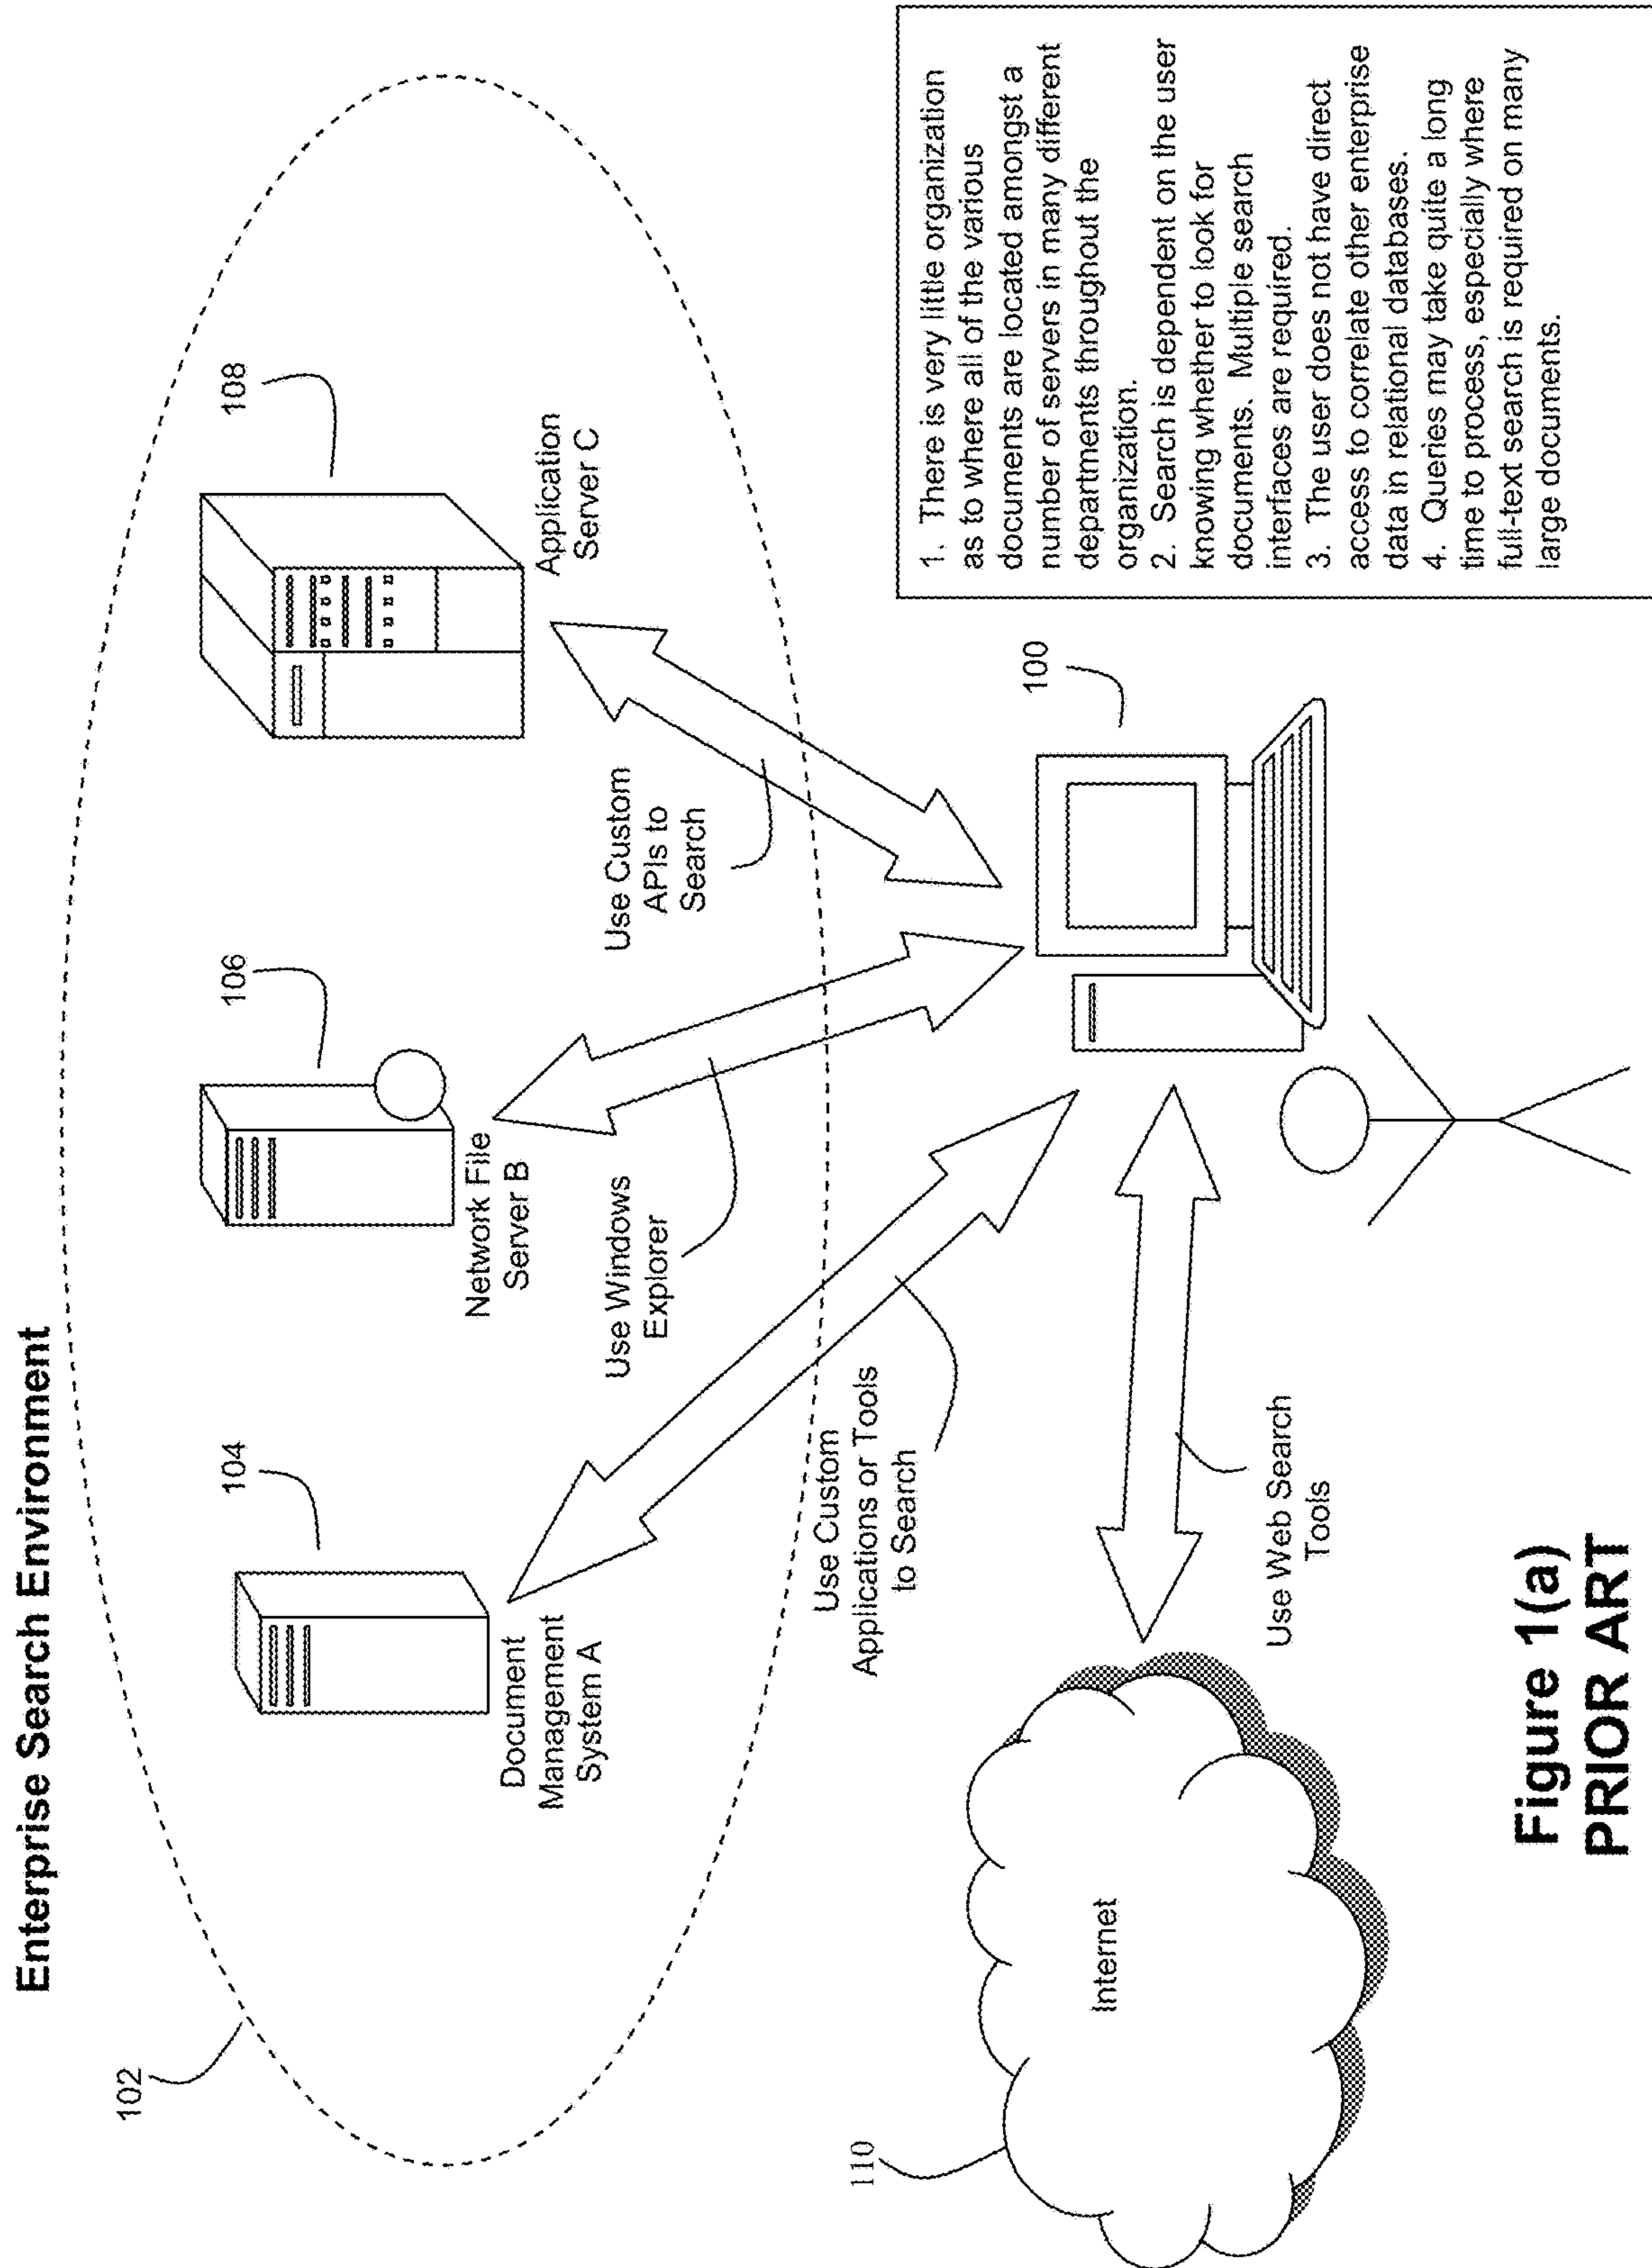 Enterprise Search Environment
102
104
106
108
Document
Management
System A
Network File
Server B
Application
Server C
Use Windows
Explorer
Use Custom
APIs to
Search
Use Custom
Applications or Tools
to Search
110
Internet
Use Web Search
Tools
100
1. There is very little organization
as to where all of the various
documents are located amongst a
number of servers in many different
departments throughout the
organization.
2. Search is dependent on the user
knowing whether to look for
documents. Multiple search
interfaces are required.
3. The user does not have direct
access to correlate other enterprise
data in relational databases.
4. Queries may take quite a long
time to process, especially where
full-text search is required on many
large documents.
Figure 1(a)
PRIOR ART